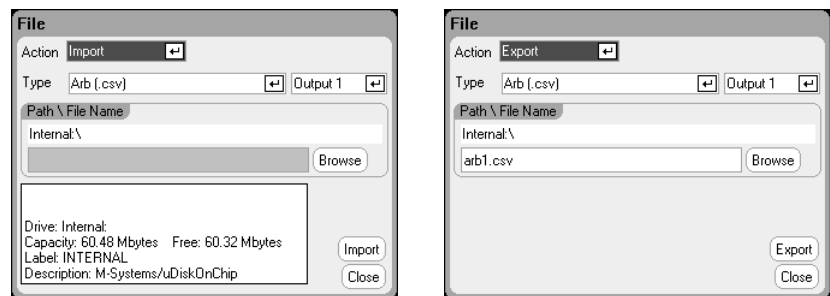 File
Action Import
Type Arb (.csv) Output 1
Path \ File Name
Internal:\
Browse
Drive: Internal:
Capacity: 60.48 Mbytes Free: 60.32 Mbytes
Label: INTERNAL
Description: M-Systems/uDiskOnChip
Import
Close
File
Action Export
Type Arb (.csv) Output 1
Path \ File Name
Internal:\
arb1.csv Browse
Export
Close